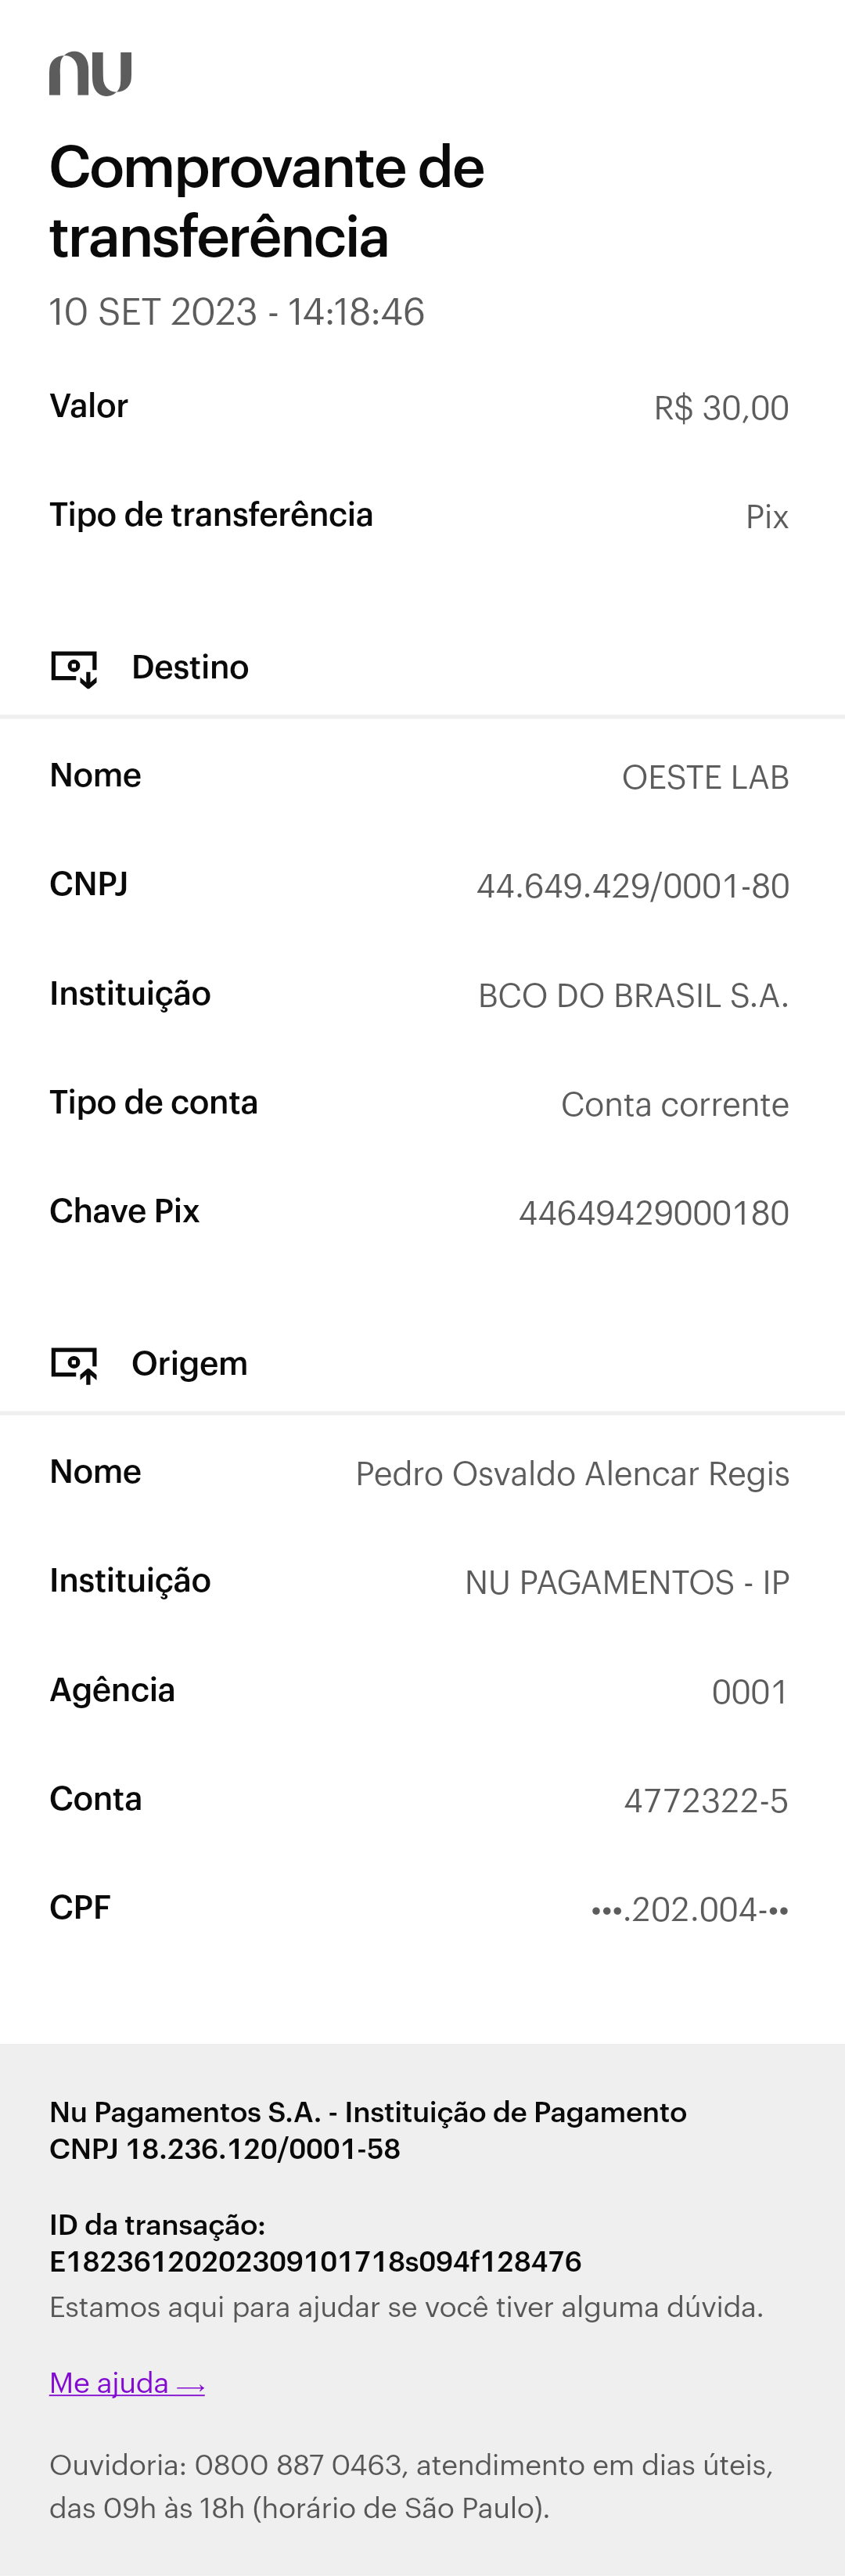 nu
Comprovante de
transferência
10 SET 2023 - 14:18:46
Valor R$ 30,00
Tipo de transferência Pix
Destino
Nome OESTE LAB
CNPJ 44.649.429/0001-80
Instituição BCO DO BRASIL S.A.
Tipo de conta Conta corrente
Chave Pix 44649429000180
Origem
Nome Pedro Osvaldo Alencar Regis
Instituição NU PAGAMENTOS - IP
Agência 0001
Conta 4772322-5
CPF •••.202.004-••
Nu Pagamentos S.A. - Instituição de Pagamento
CNPJ 18.236.120/0001-58
ID da transação:
E18236120202309101718s094f128476
Estamos aqui para ajudar se você tiver alguma dúvida.
Me ajuda →
Ouvidoria: 0800 887 0463, atendimento em dias úteis,
das 09h às 18h (horário de São Paulo).